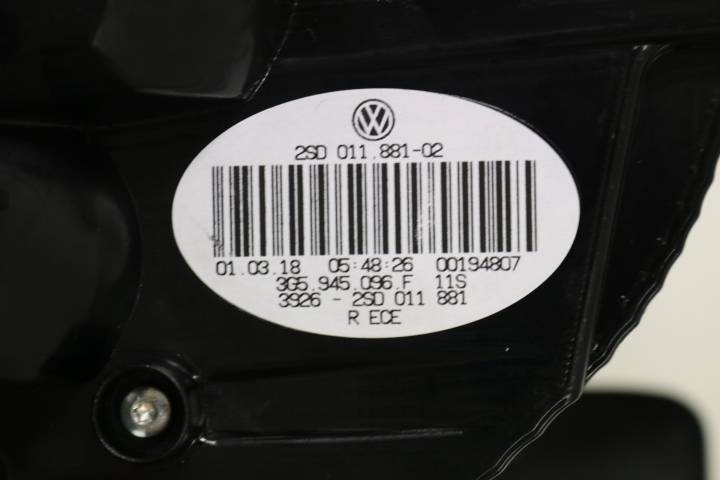 2SD 011.881-02
01.03.18 05:48:26 00194807
3G5.945.096.F 11S
3926 - 2SD 011 881
R ECE